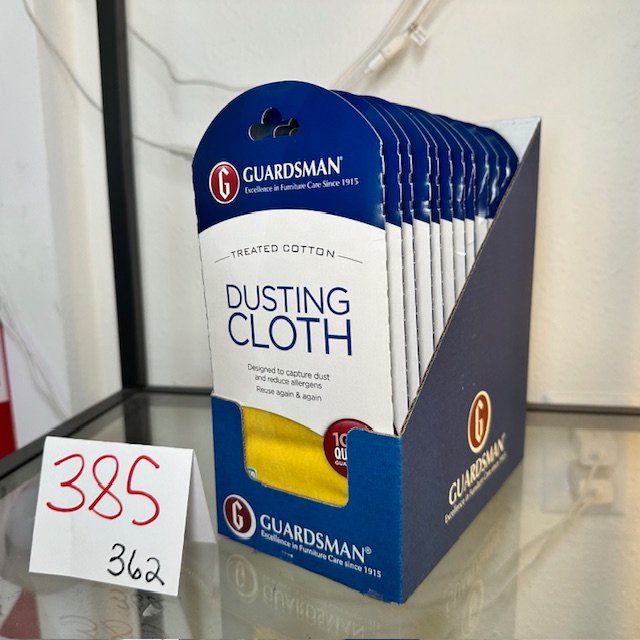 G GUARDSMAN®
Excellence in Furniture Care Since 1915
TREATED COTTON
DUSTING
CLOTH
Designed to capture dust
and reduce allergens
Reuse again & again
G GUARDSMAN®
Excellence in Furniture Care since 1915
G
GUARDSMAN
385
362